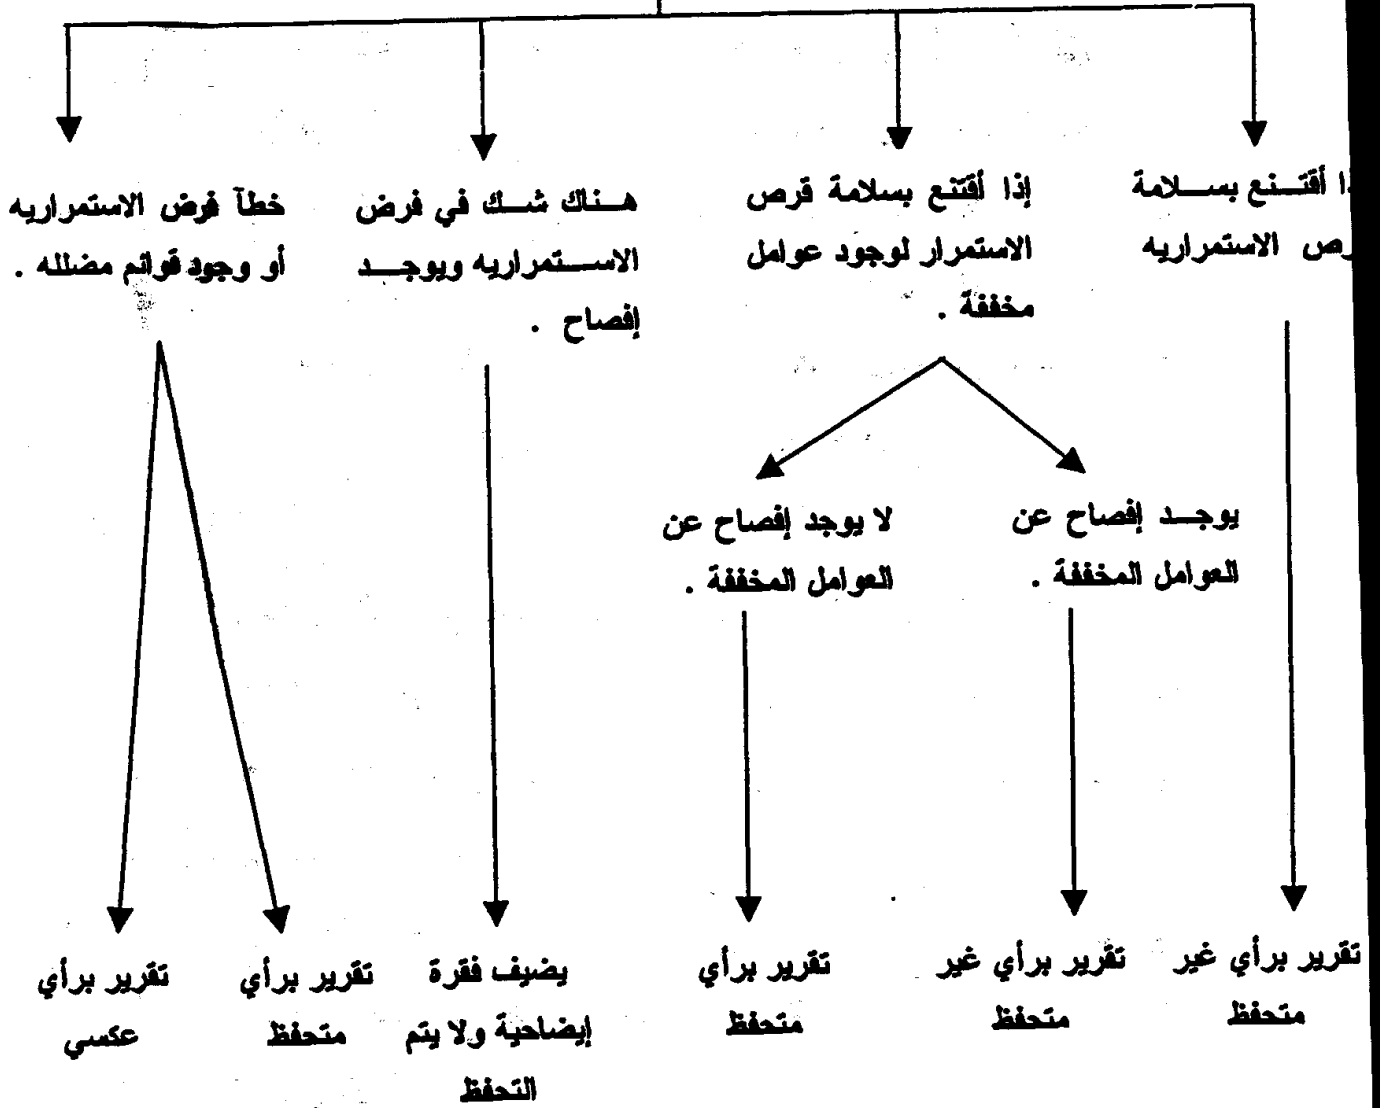 أقتنع بسلامة
الاستمراريه
إذا أقتنع بسلامة قرص
الاستمرار لوجود عوامل
مخففة .
هناك شك في فرض
الاستمراريه ويوجد
إفصاح .
خطآ فرض الاستمراريه
أو وجود قوائم مضلله .
يوجد إفصاح عن
العوامل المخففة .
لا يوجد إفصاح عن
العوامل المخففة .
تقرير برأي غير
متحفظ
تقرير برأي غير
متحفظ
تقرير برأي
متحفظ
يضيف فقرة
إيضاحية ولا يتم
التحفظ
تقرير برأي
متحفظ
تقرير برأي
عكسي